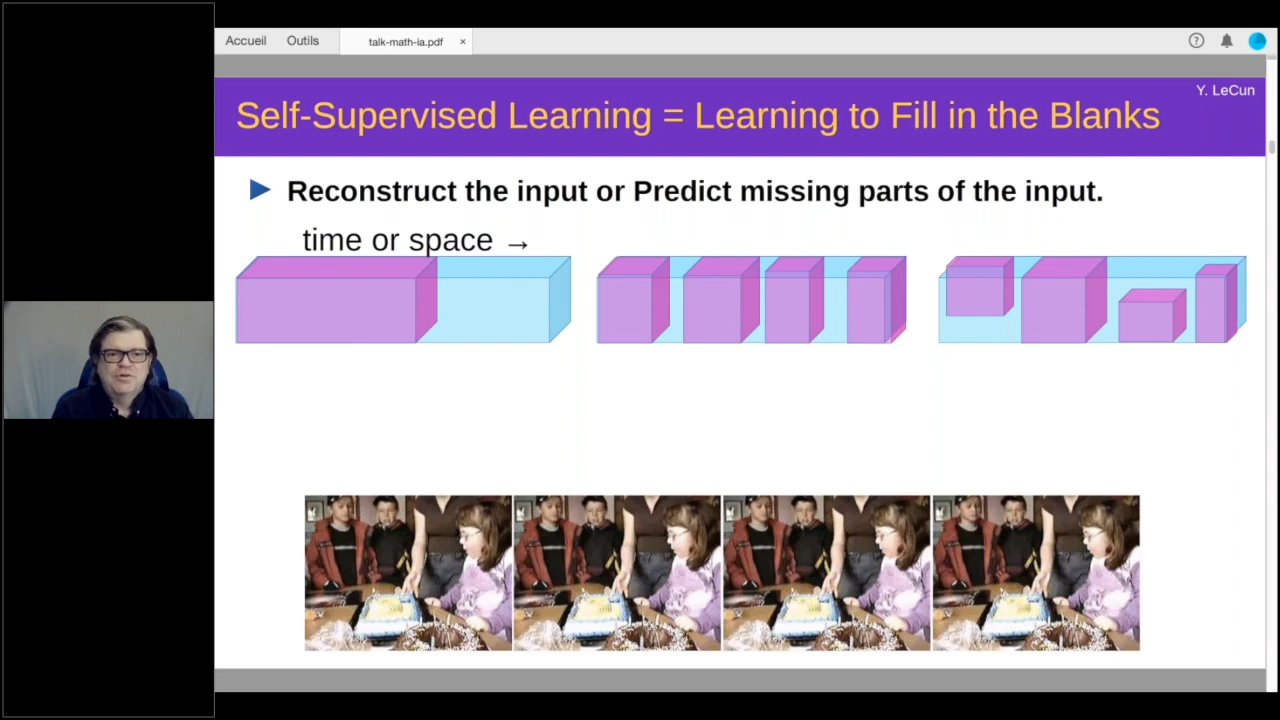 Accueil Outils talk-math-ia.pdf ×
Y. LeCun
Self-Supervised Learning = Learning to Fill in the Blanks
Reconstruct the input or Predict missing parts of the input.
time or space →